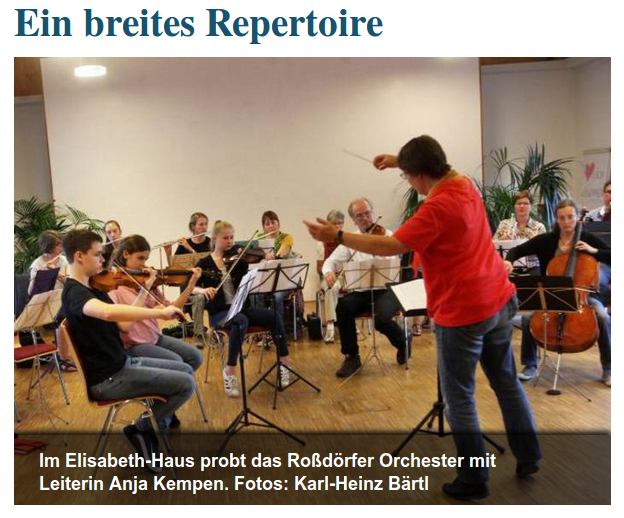 Ein breites Repertoire
Im Elisabeth-Haus probt das Roßdörfer Orchester mit
Leiterin Anja Kempen. Fotos: Karl-Heinz Bärtl